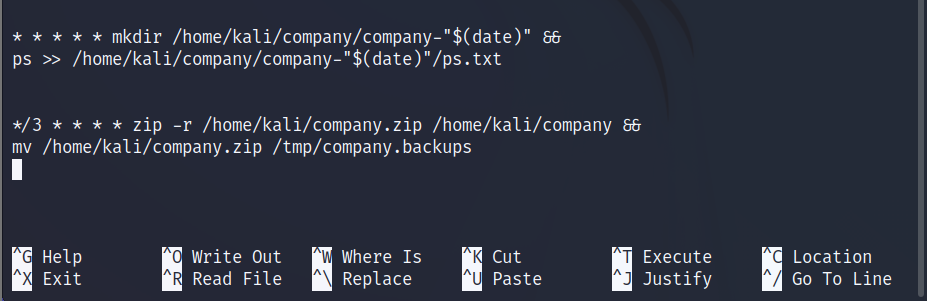 * * * * * mkdir /home/kali/company/company-"$(date)" &&
ps >> /home/kali/company/company-"$(date)"/ps.txt
*/3 * * * * zip -r /home/kali/company.zip /home/kali/company &&
mv /home/kali/company.zip /tmp/company.backups
^G Help ^O Write Out ^W Where Is ^K Cut ^T Execute ^C Location
^X Exit ^R Read File ^\ Replace ^U Paste ^J Justify ^/ Go To Line